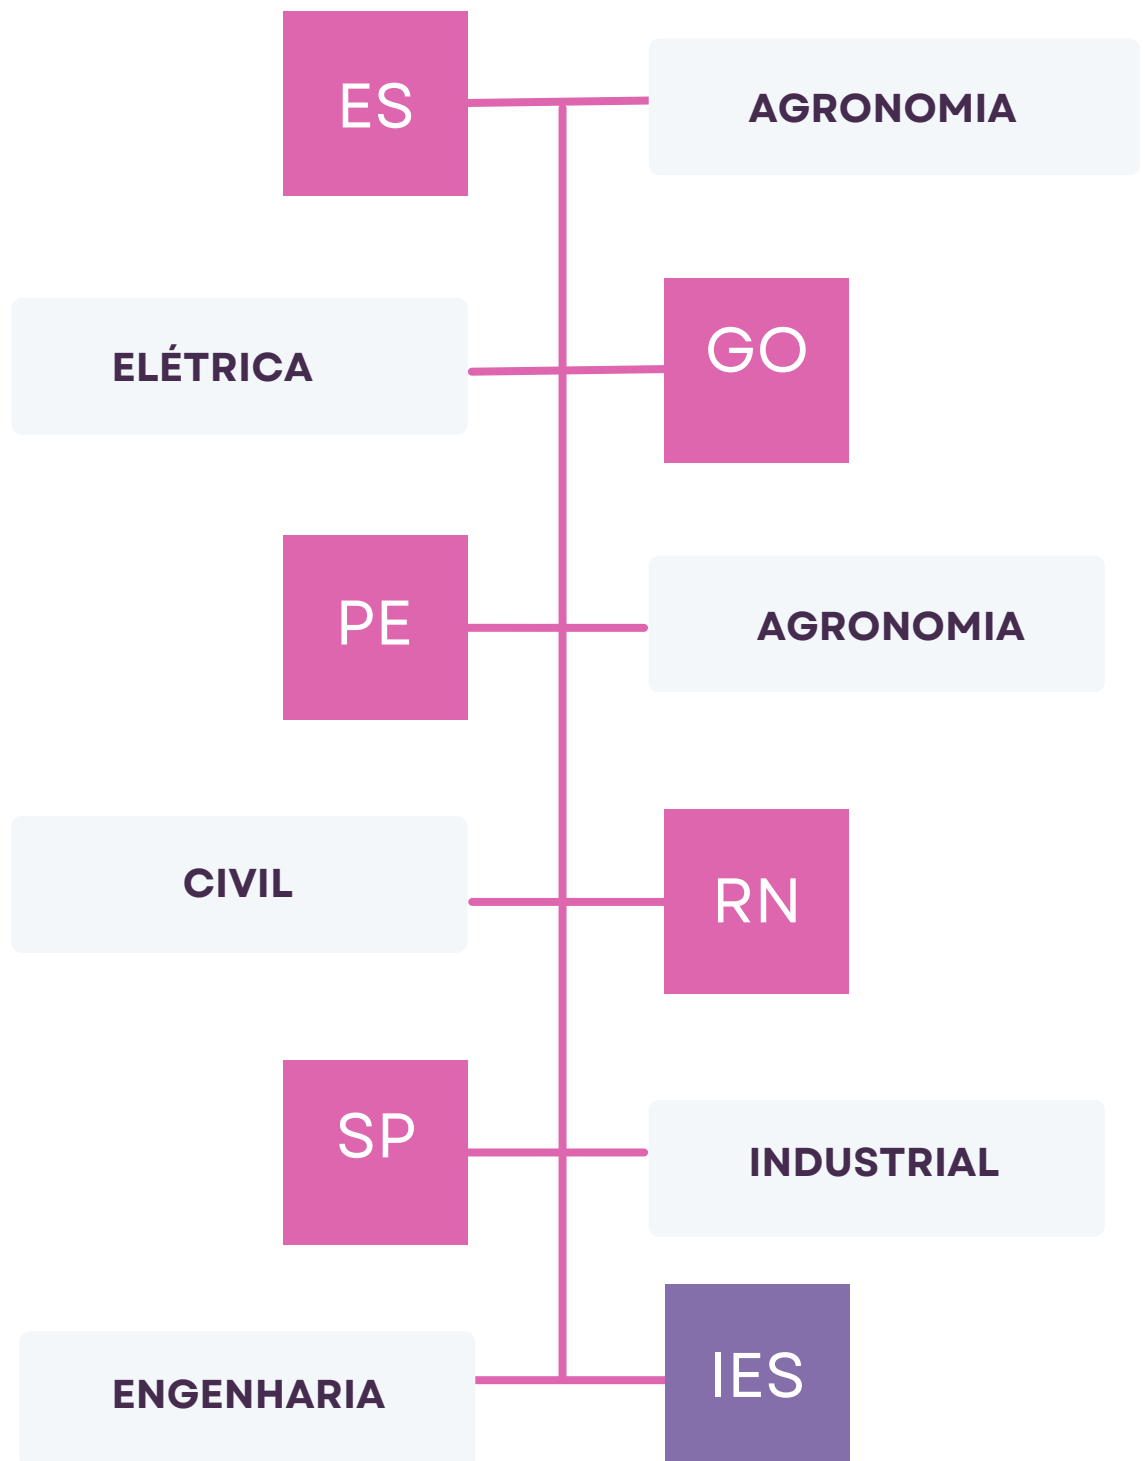 ES
AGRONOMIA
ELÉTRICA
GO
PE
AGRONOMIA
CIVIL
RN
SP
INDUSTRIAL
ENGENHARIA
IES